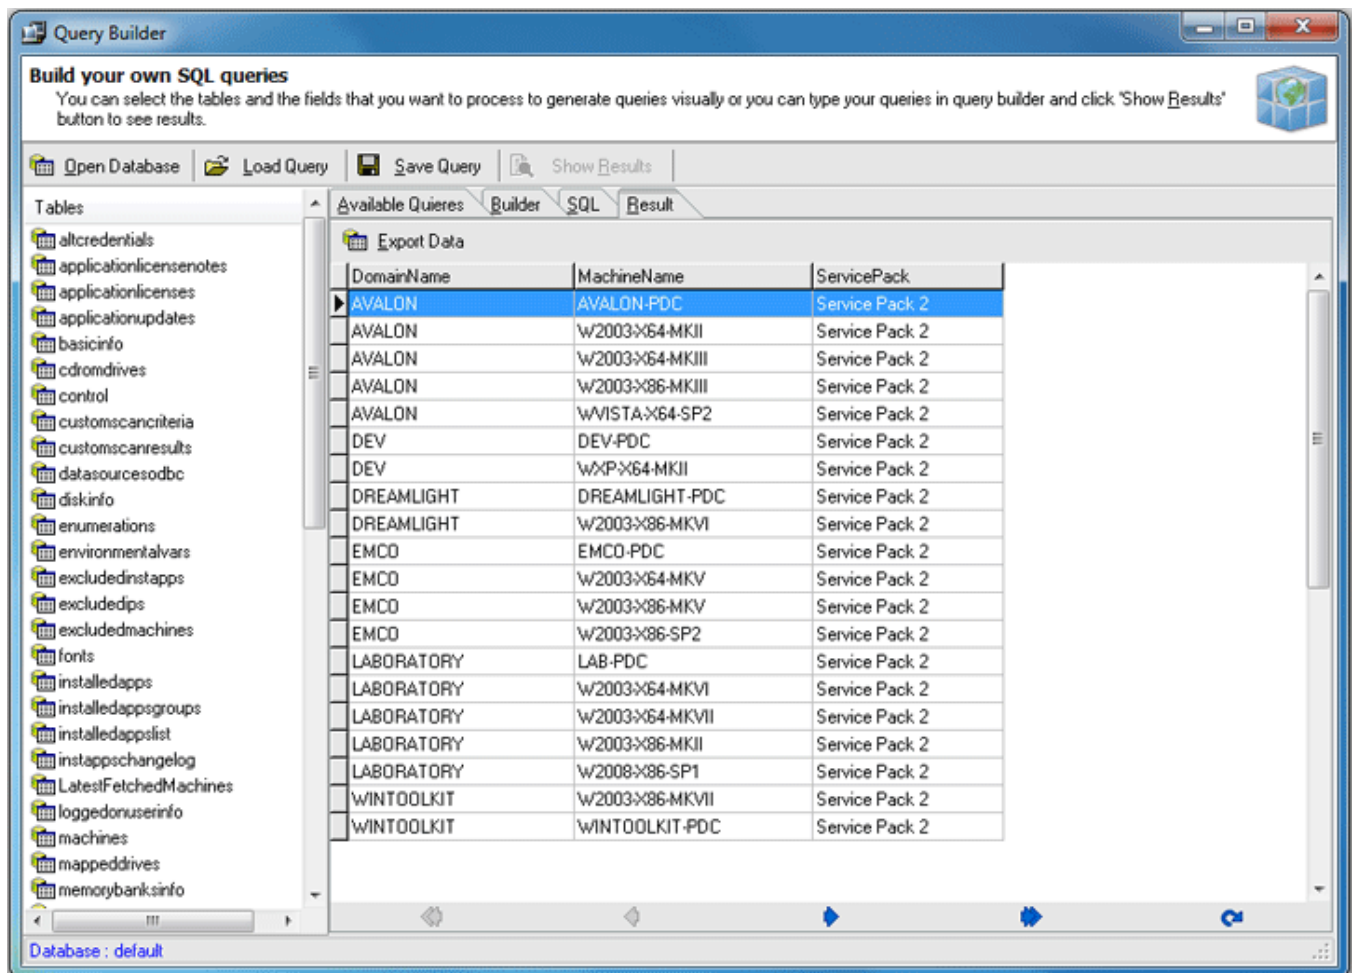 Query Builder
Build your own SQL queries
You can select the tables and the fields that you want to process to generate queries visually or you can type your queries in query builder and click 'Show Results'
button to see results.
Open Database Load Query Save Query Show Results
Tables
altcredentials
applicationlicensenotes
applicationlicenses
applicationupdates
basicinfo
cdromdrives
control
customscancriteria
customscanresults
datasourcesodbc
diskinfo
enumerations
environmentalvars
excludedinstapps
excludedips
excludedmachines
fonts
installedapps
installedappsgroups
installedappslist
instappschangelog
LatestFetchedMachines
loggedonuserinfo
machines
mappeddrives
memorybanksinfo
Available Quieres Builder SQL Result
Export Data
DomainName MachineName ServicePack
AVALON AVALON-PDC Service Pack 2
AVALON W2003-X64-MKII Service Pack 2
AVALON W2003-X64-MKIII Service Pack 2
AVALON W2003-X86-MKIII Service Pack 2
AVALON WVISTA-X64-SP2 Service Pack 2
DEV DEV-PDC Service Pack 2
DEV WXP-X64-MKII Service Pack 2
DREAMLIGHT DREAMLIGHT-PDC Service Pack 2
DREAMLIGHT W2003-X86-MKVI Service Pack 2
EMCO EMCO-PDC Service Pack 2
EMCO W2003-X64-MKV Service Pack 2
EMCO W2003-X86-MKV Service Pack 2
EMCO W2003-X86-SP2 Service Pack 2
LABORATORY LAB-PDC Service Pack 2
LABORATORY W2003-X64-MKVI Service Pack 2
LABORATORY W2003-X64-MKVII Service Pack 2
LABORATORY W2003-X86-MKII Service Pack 2
LABORATORY W2008-X86-SP1 Service Pack 2
WINTOOLKIT W2003-X86-MKVII Service Pack 2
WINTOOLKIT WINTOOLKIT-PDC Service Pack 2
Database : default